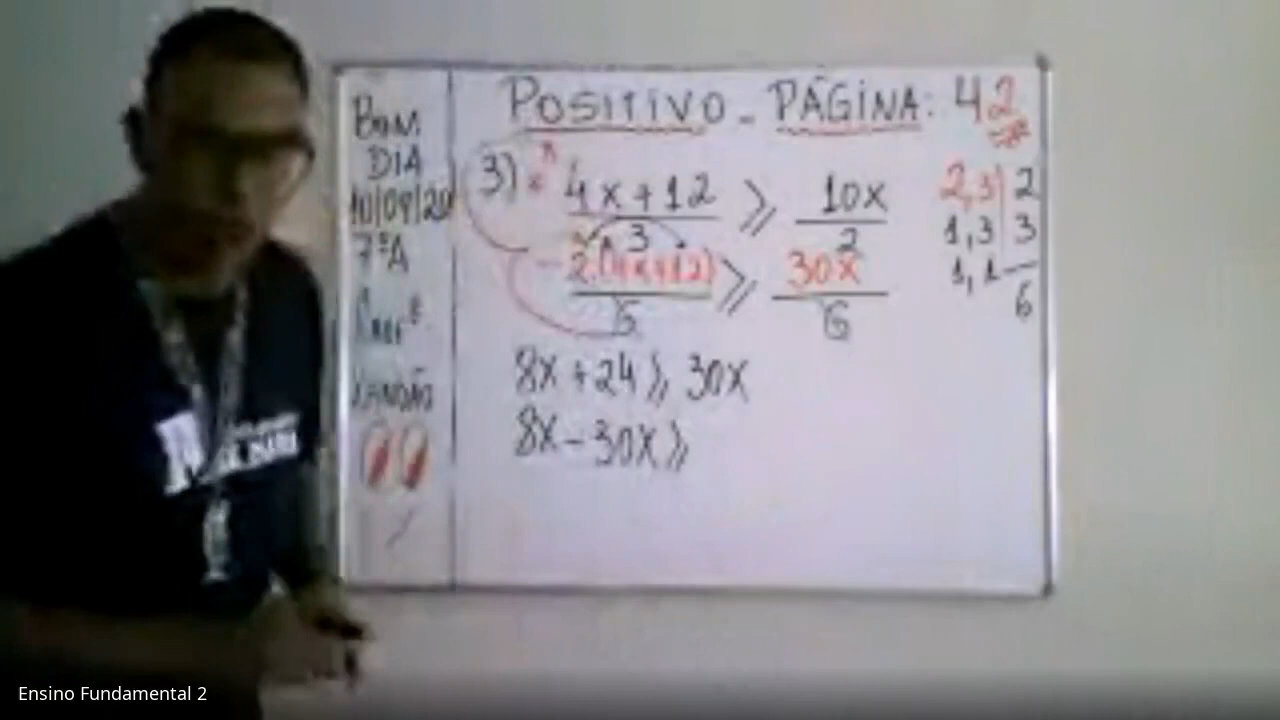 BOM
DIA
10/09/20
7ªA
POSITIVO - PÁGINA: 42
3) 4x+12 ⩾ 10x
3 2
2.(4x+12) ⩾ 30x
6 6
8x + 24 ⩾ 30x
8x - 30x ⩾
2,3 | 2
1,3 | 3
1,1
6
Ensino Fundamental 2